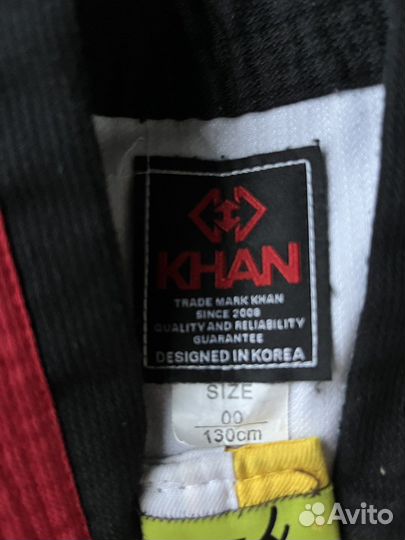 KHAN
TRADE MARK KHAN
SINCE 2008
QUALITY AND RELIABILITY
GUARANTEE
DESIGNED IN KOREA
SIZE
00
130cm
Avito